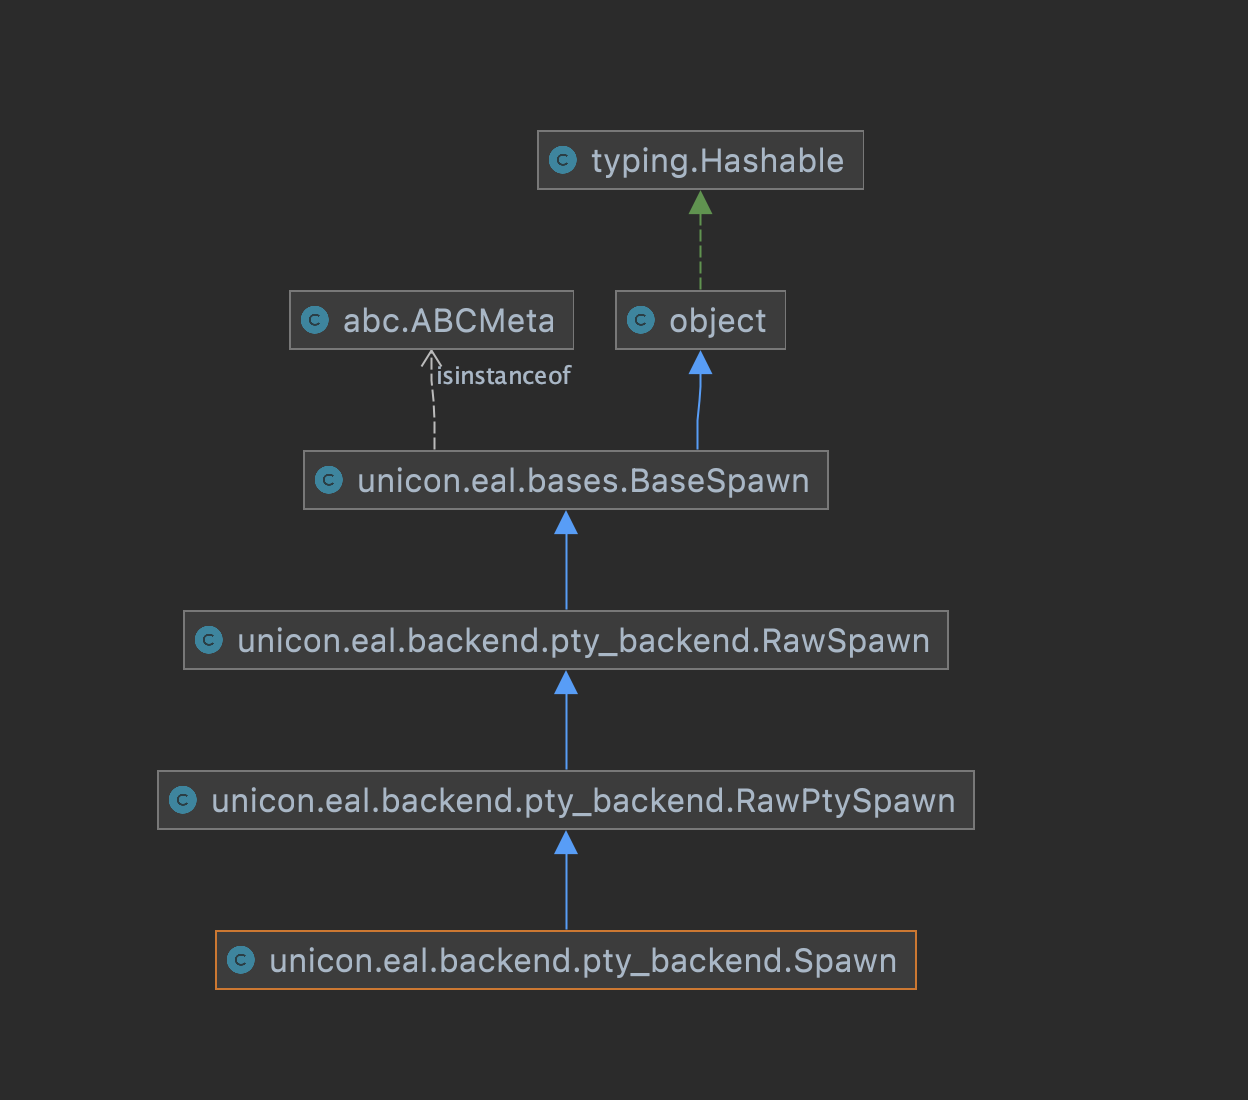 typing.Hashable
abc.ABCMeta
object
isinstanceof
unicon.eal.bases.BaseSpawn
unicon.eal.backend.pty_backend.RawSpawn
unicon.eal.backend.pty_backend.RawPtySpawn
unicon.eal.backend.pty_backend.Spawn